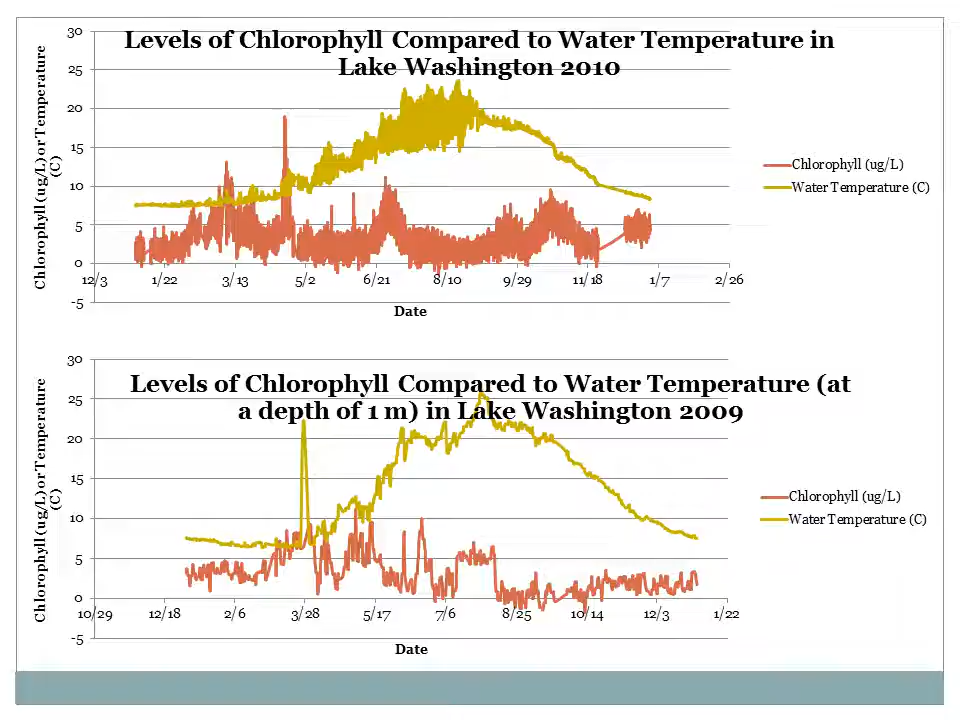 Levels of Chlorophyll Compared to Water Temperature in
Lake Washington 2010
Chlorophyll (ug/L) or Temperature
(C)
30
25
20
15
10
5
0
-5
12/3 1/22 3/13 5/2 6/21 8/10 9/29 11/18 1/7 2/26
Date
Chlorophyll (ug/L)
Water Temperature (C)
Levels of Chlorophyll Compared to Water Temperature (at
a depth of 1 m) in Lake Washington 2009
Chlorophyll (ug/L) or Temperature
(C)
30
25
20
15
10
5
0
-5
10/29 12/18 2/6 3/28 5/17 7/6 8/25 10/14 12/3 1/22
Date
Chlorophyll (ug/L)
Water Temperature (C)